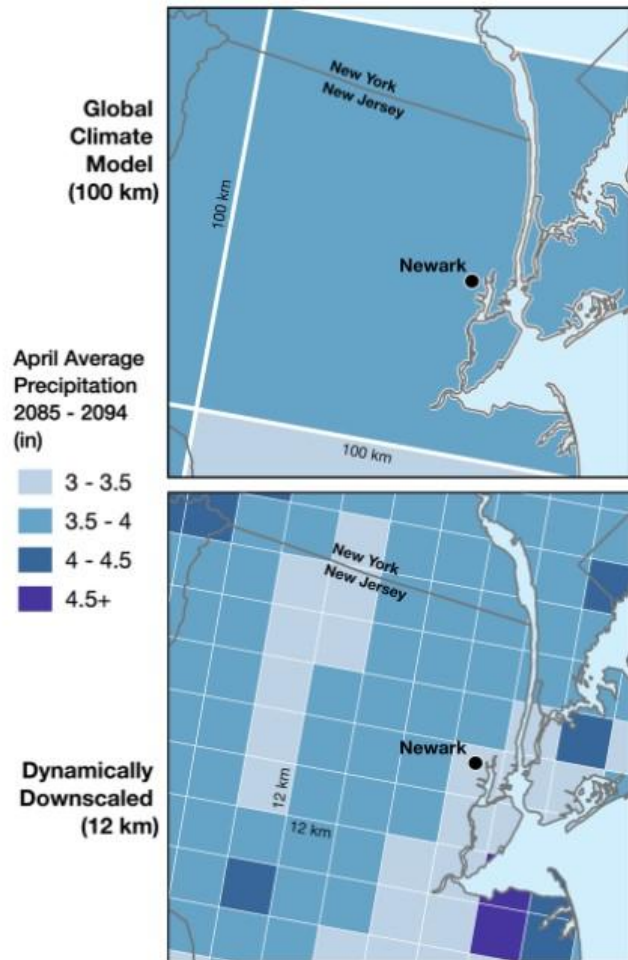 Global
Climate
Model
(100 km)
New York
New Jersey
100 km
Newark
100 km
April Average
Precipitation
2085 - 2094
(in)
3 - 3.5
3.5 - 4
4 - 4.5
4.5+
New York
New Jersey
Newark
12 km
12 km
Dynamically
Downscaled
(12 km)